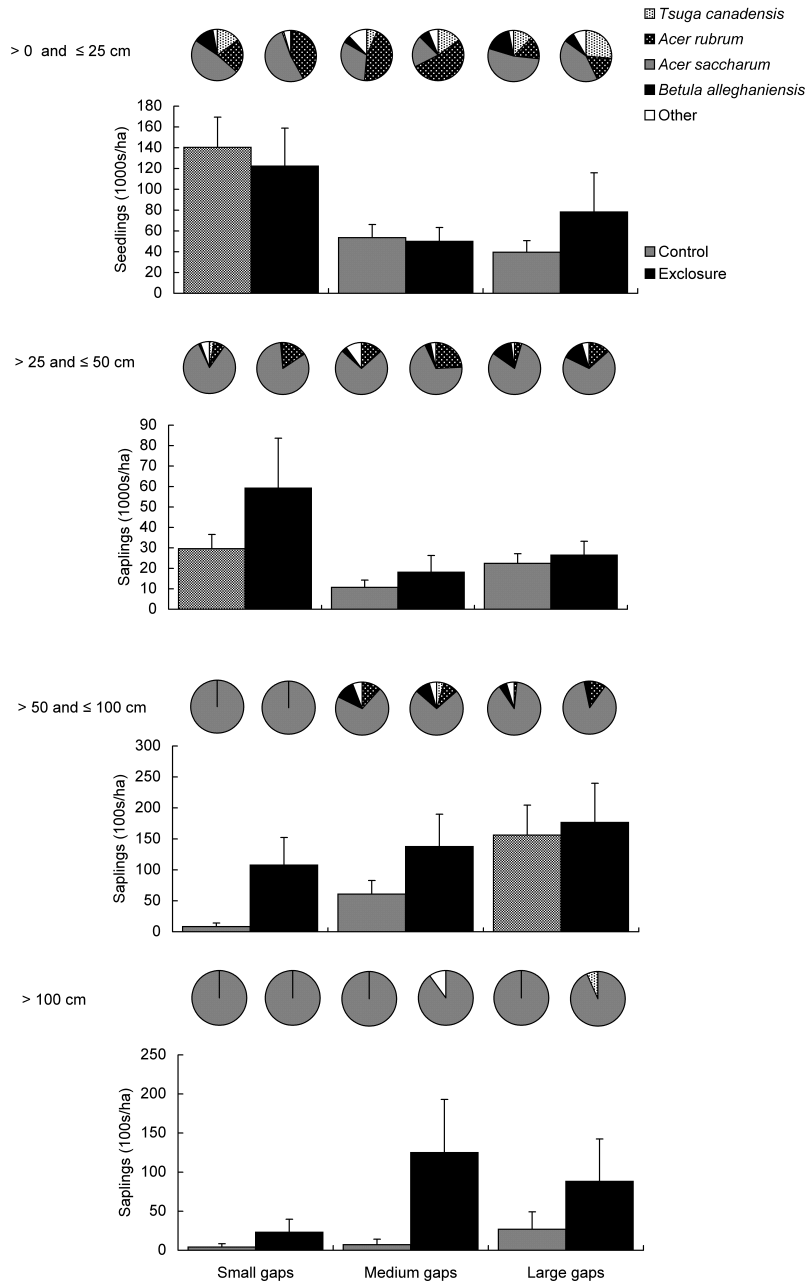 Tsuga canadensis
Acer rubrum
Acer saccharum
Betula alleghaniensis
Other
> 0 and ≤ 25 cm
Seedlings (1000s/ha)
180
160
140
120
100
80
60
40
20
0
Control
Exclosure
> 25 and ≤ 50 cm
Saplings (1000s/ha)
90
80
70
60
50
40
30
20
10
0
> 50 and ≤ 100 cm
Saplings (100s/ha)
300
250
200
150
100
50
0
> 100 cm
Saplings (100s/ha)
250
200
150
100
50
0
Small gaps Medium gaps Large gaps